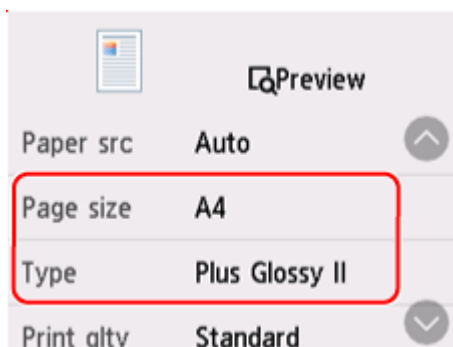 Preview
Paper src Auto
Page size A4
Type Plus Glossy II
Print qlty Standard